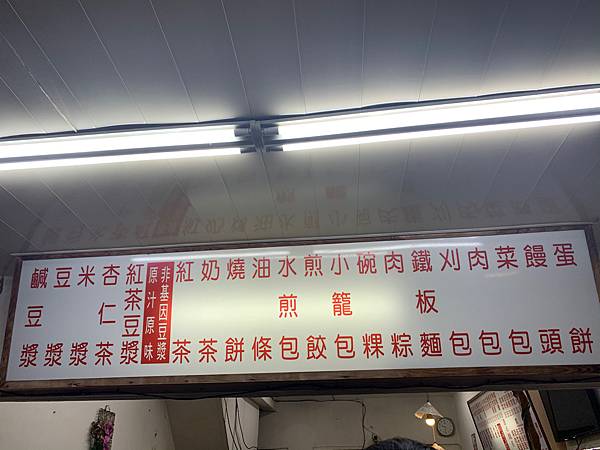 蛋餅
饅頭
菜包
肉包
刈包
鐵板麵
肉粽
碗粿
小籠包
煎餃
水煎包
油條
燒餅
奶茶
紅茶
非基因豆漿
原汁原味
紅茶豆漿
杏仁茶
米漿
豆漿
鹹豆漿